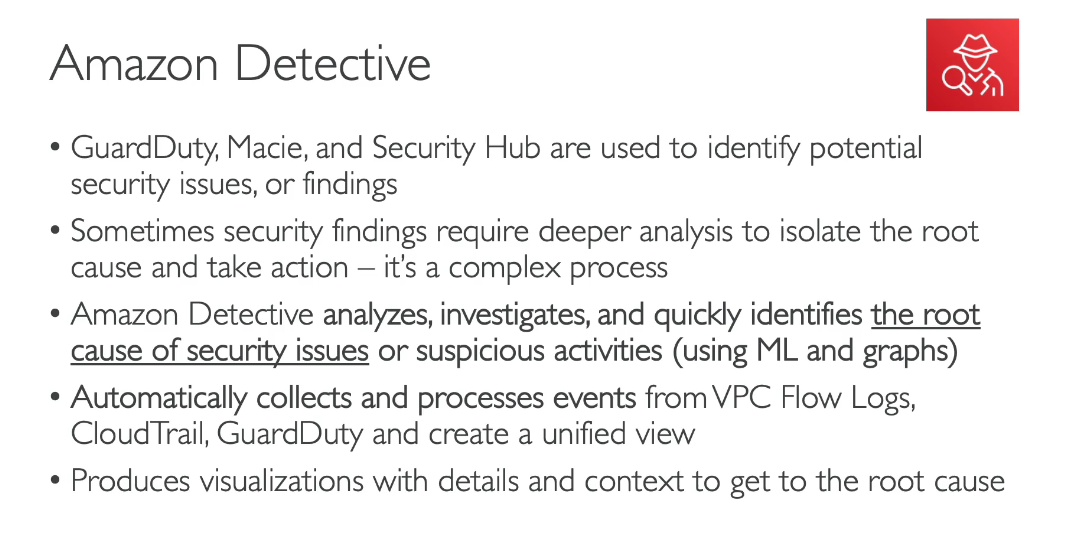 Amazon Detective
• GuardDuty, Macie, and Security Hub are used to identify potential
security issues, or findings
• Sometimes security findings require deeper analysis to isolate the root
cause and take action – it's a complex process
• Amazon Detective analyzes, investigates, and quickly identifies the root
cause of security issues or suspicious activities (using ML and graphs)
• Automatically collects and processes events from VPC Flow Logs,
CloudTrail, GuardDuty and create a unified view
• Produces visualizations with details and context to get to the root cause